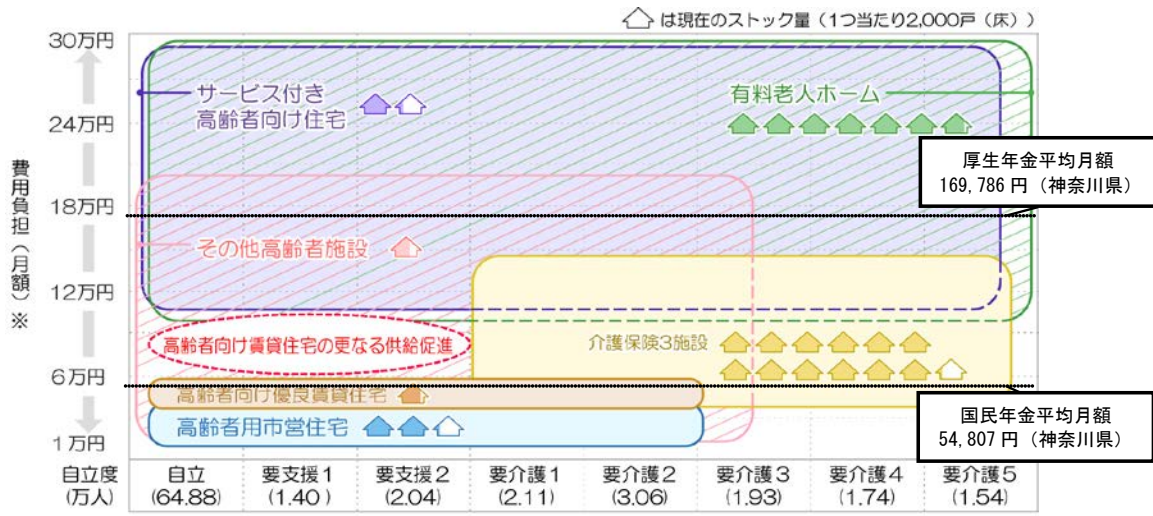 は現在のストック量（1つ当たり2,000戸（床））
30万円
24万円
18万円
12万円
6万円
1万円
費用負担（月額）※
サービス付き
高齢者向け住宅
有料老人ホーム
厚生年金平均月額
169,786円（神奈川県）
その他高齢者施設
高齢者向け賃貸住宅の更なる供給促進
介護保険3施設
高齢者向け優良賃貸住宅
高齢者用市営住宅
国民年金平均月額
54,807円（神奈川県）
自立度
(万人)
自立
(64.88)
要支援1
(1.40)
要支援2
(2.04)
要介護1
(2.11)
要介護2
(3.06)
要介護3
(1.93)
要介護4
(1.74)
要介護5
(1.54)